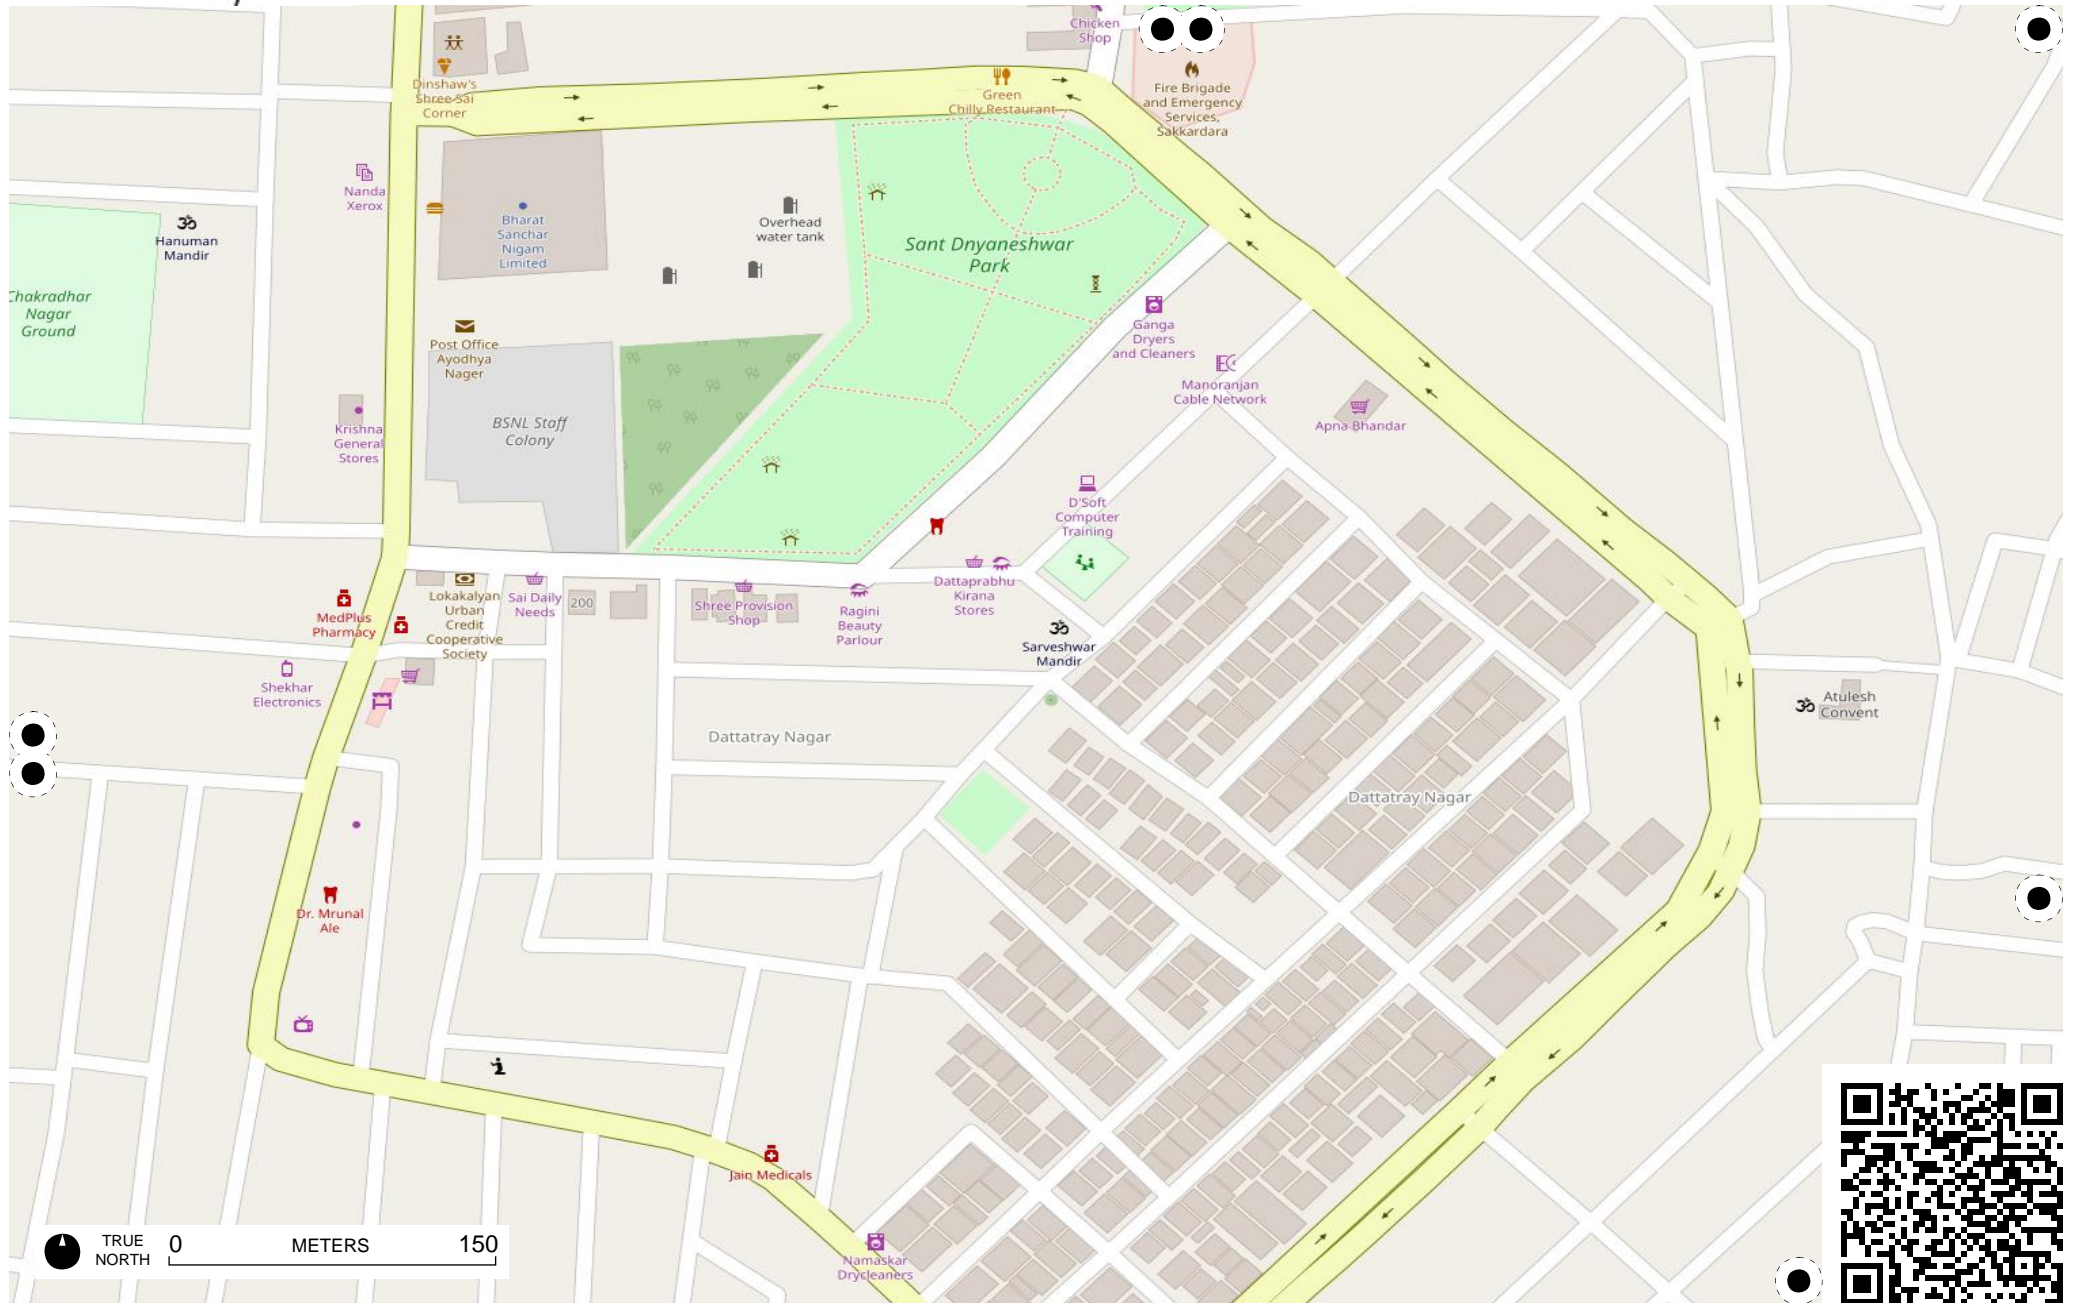 Chicken
Shop
Dinshaw's
Shree Sai
Corner
Green
Chilly Restaurant
Fire Brigade
and Emergency
Services,
Sakkardara
Nanda
Xerox
Hanuman
Mandir
Bharat
Sanchar
Nigam
Limited
Overhead
water tank
Sant Dnyaneshwar
Park
Chakradhar
Nagar
Ground
Post Office
Ayodhya
Nager
Ganga
Dryers
and Cleaners
Manoranjan
Cable Network
Apna Bhandar
Krishna
General
Stores
BSNL Staff
Colony
D'Soft
Computer
Training
MedPlus
Pharmacy
Lokakalyan
Urban
Credit
Cooperative
Society
Sai Daily
Needs
200
Shree Provision
Shop
Ragini
Beauty
Parlour
Dattaprabhu
Kirana
Stores
Sarveshwar
Mandir
Shekhar
Electronics
Atulesh
Convent
Dattatray Nagar
Dattatray Nagar
Dr. Mrunal
Ale
Jain Medicals
Namaskar
Drycleaners
TRUE
NORTH
0 METERS 150